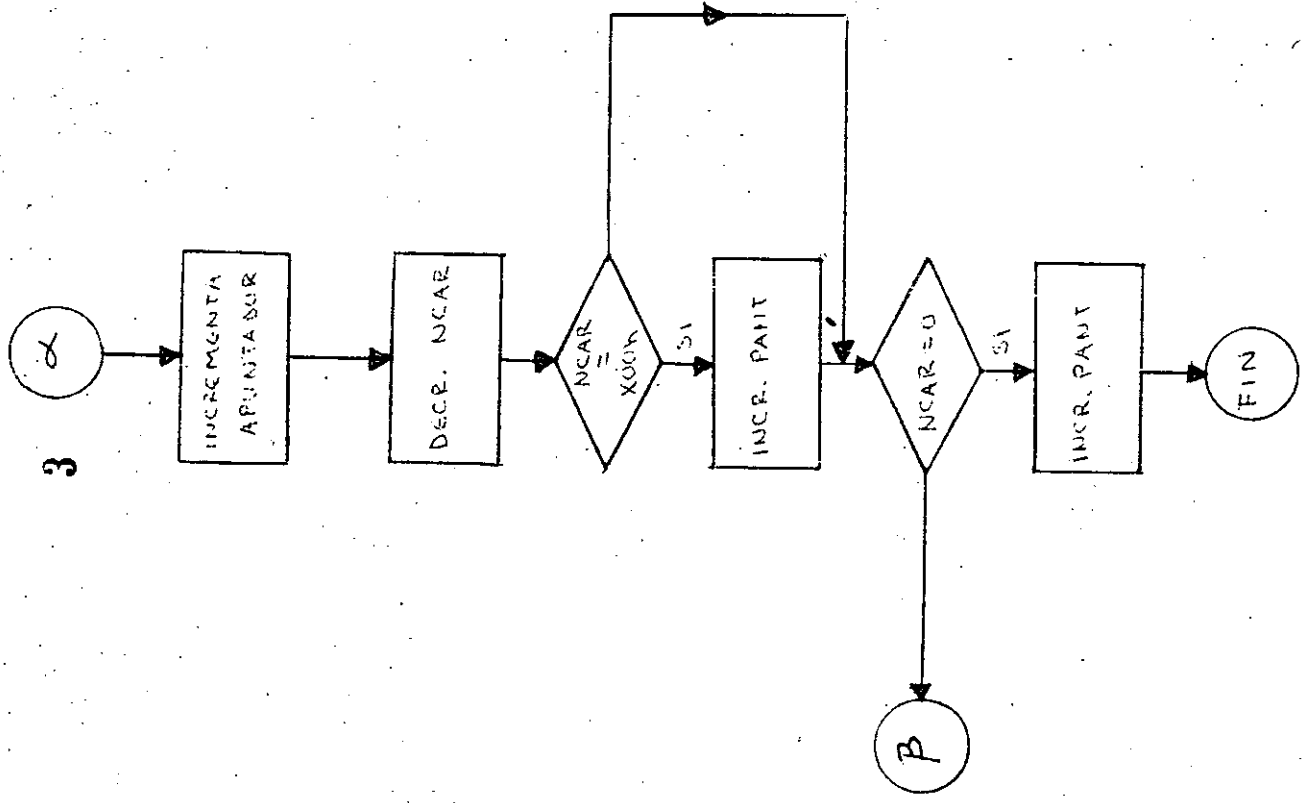 3
α
INCREMENTA
APUNTADOR
DECR. NCAR
NCAR
=
X00h
SI
INCR. PANT
NCAR = 0
SI
β
INCR. PANT
FIN